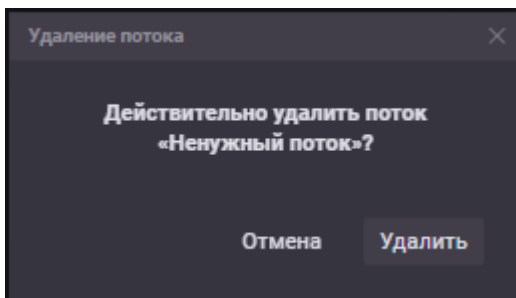 Удаление потока
Действительно удалить поток
«Ненужный поток»?
Отмена
Удалить